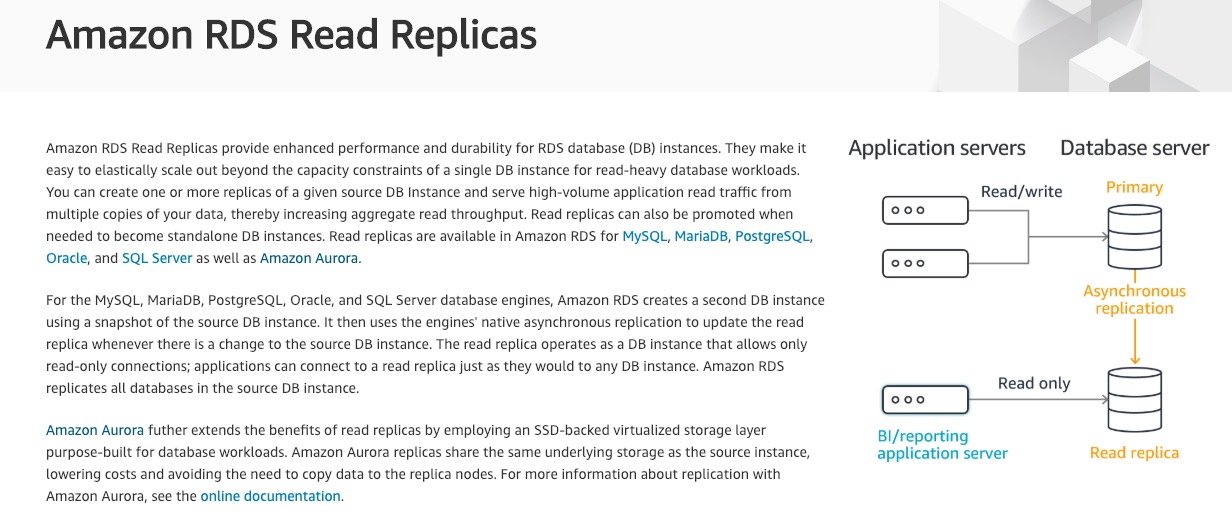 Amazon RDS Read Replicas
Amazon RDS Read Replicas provide enhanced performance and durability for RDS database (DB) instances. They make it
easy to elastically scale out beyond the capacity constraints of a single DB instance for read-heavy database workloads.
You can create one or more replicas of a given source DB Instance and serve high-volume application read traffic from
multiple copies of your data, thereby increasing aggregate read throughput. Read replicas can also be promoted when
needed to become standalone DB instances. Read replicas are available in Amazon RDS for MySQL, MariaDB, PostgreSQL,
Oracle, and SQL Server as well as Amazon Aurora.
For the MySQL, MariaDB, PostgreSQL, Oracle, and SQL Server database engines, Amazon RDS creates a second DB instance
using a snapshot of the source DB instance. It then uses the engines' native asynchronous replication to update the read
replica whenever there is a change to the source DB instance. The read replica operates as a DB instance that allows only
read-only connections; applications can connect to a read replica just as they would to any DB instance. Amazon RDS
replicates all databases in the source DB instance.
Amazon Aurora futher extends the benefits of read replicas by employing an SSD-backed virtualized storage layer
purpose-built for database workloads. Amazon Aurora replicas share the same underlying storage as the source instance,
lowering costs and avoiding the need to copy data to the replica nodes. For more information about replication with
Amazon Aurora, see the online documentation.
Application servers
Database server
Read/write
Primary
Asynchronous
replication
Read only
BI/reporting
application server
Read replica